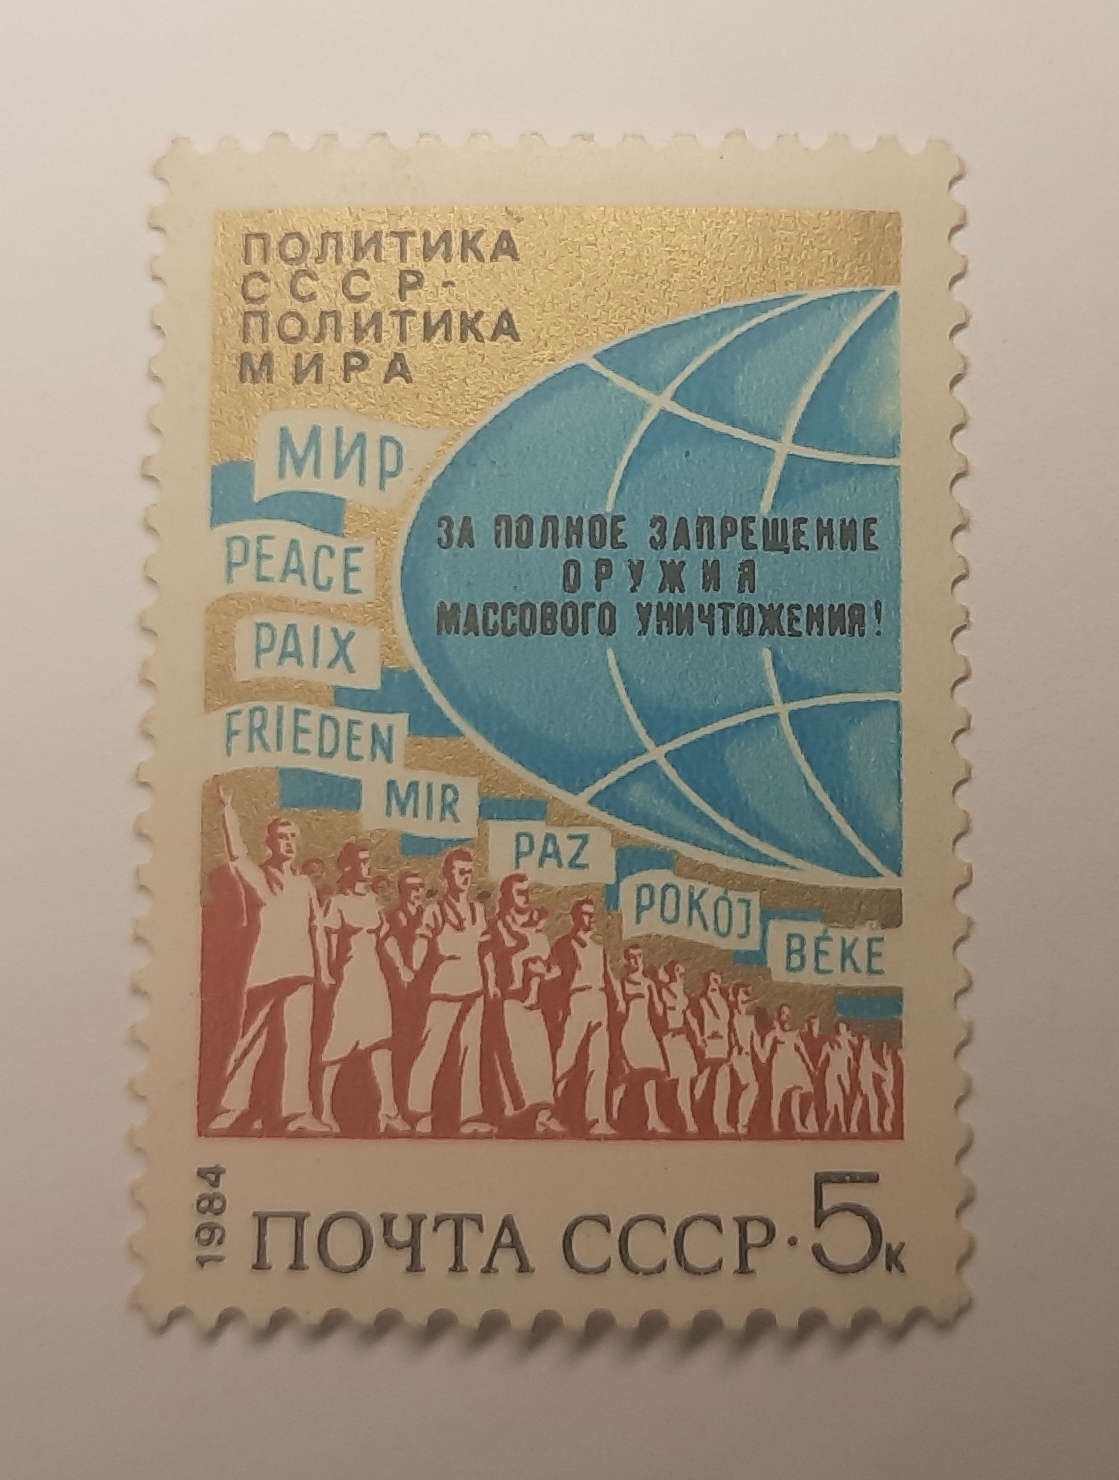 ПОЛИТИКА
СССР-
ПОЛИТИКА
МИРА
МИР
PEACE
PAIX
FRIEDEN
MIR
PAZ
POKÓJ
BÉKE
ЗА ПОЛНОЕ ЗАПРЕЩЕНИЕ
ОРУЖИЯ
МАССОВОГО УНИЧТОЖЕНИЯ!
1984
ПОЧТА СССР·5к